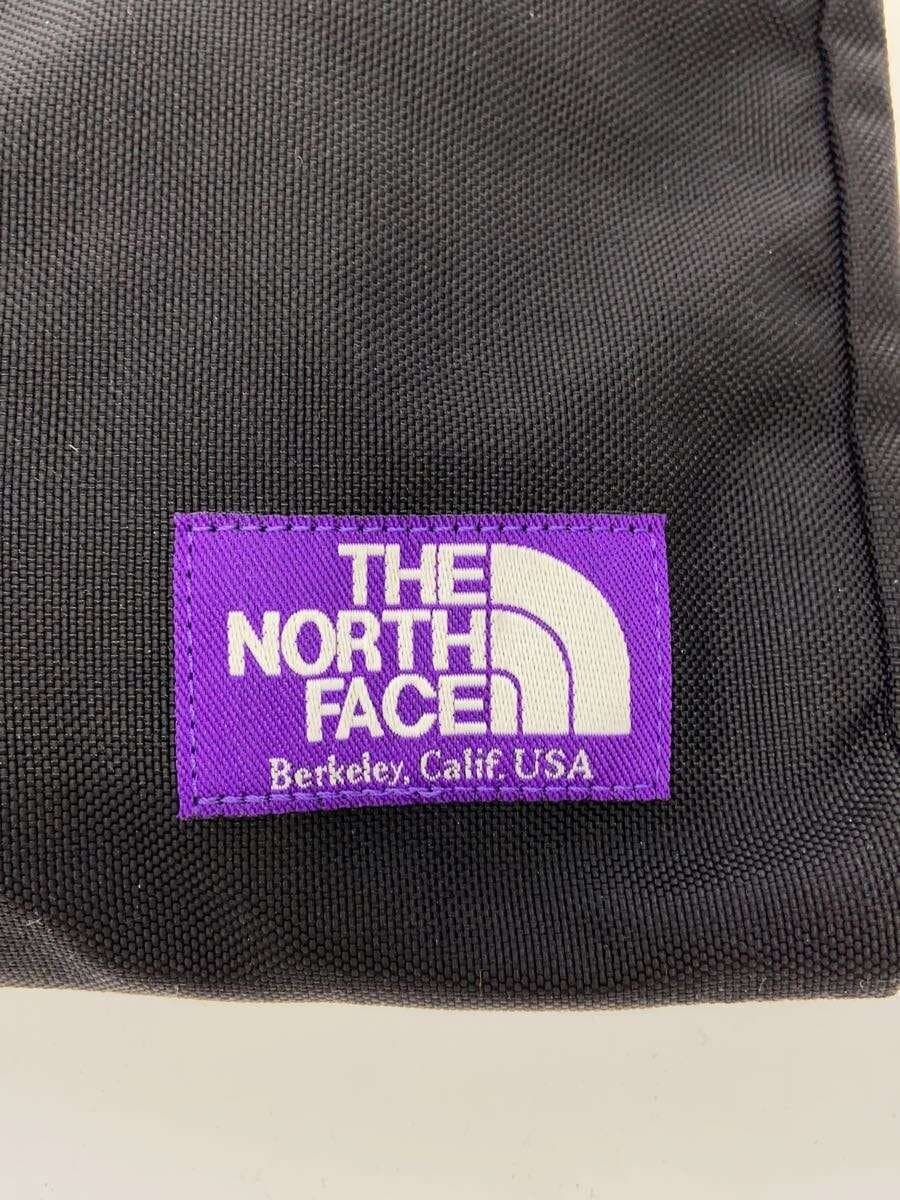 THE
NORTH
FACE
Berkeley, Calif. USA